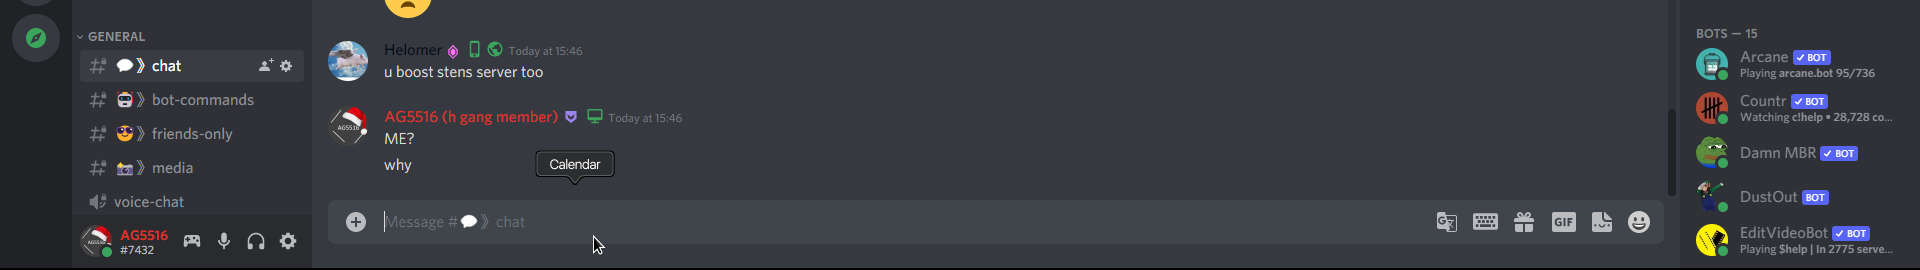 GENERAL
chat
bot-commands
friends-only
media
voice-chat
AG5516
#7432
Helomer Today at 15:46
u boost stens server too
AG5516
AG5516 (h gang member) Today at 15:46
ME?
why
Calendar
Message # 💬 》 chat
GIF
BOTS — 15
Arcane ✓ BOT
Playing arcane.bot 95/736
Countr ✓ BOT
Watching c!help • 28,728 co...
Damn MBR ✓ BOT
DustOut BOT
EditVideoBot ✓ BOT
Playing $help | In 2775 serve...